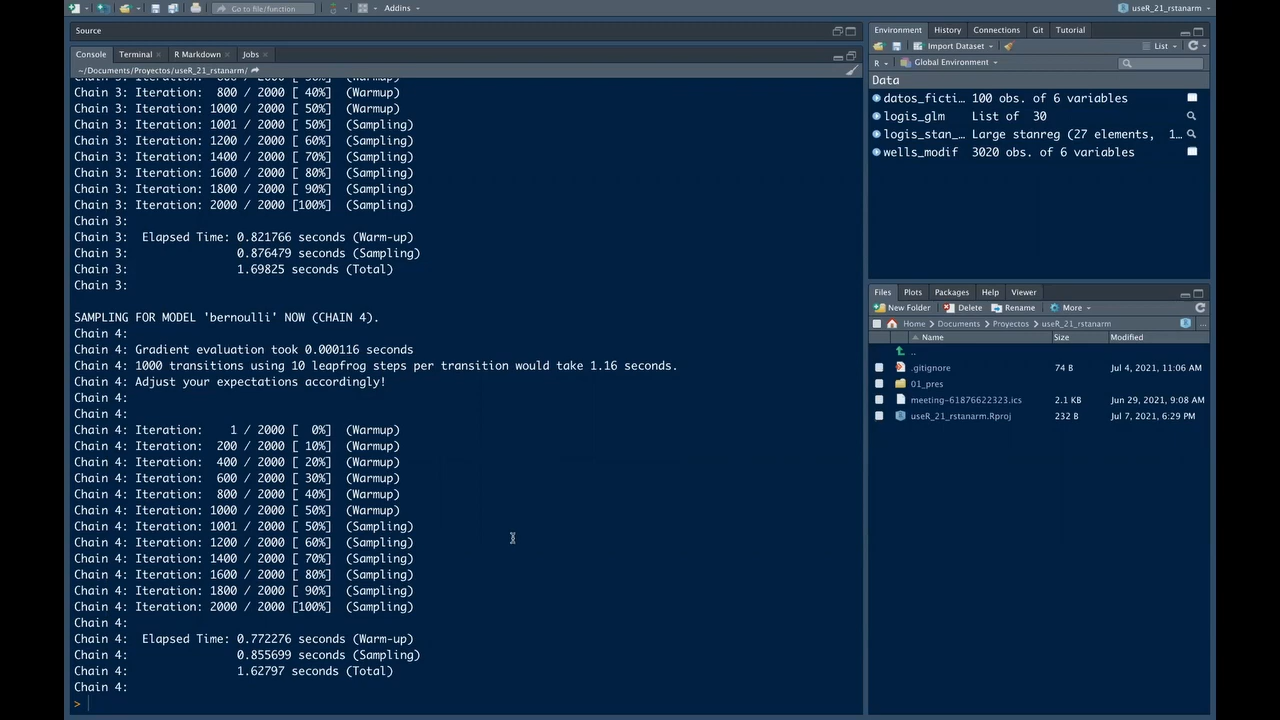 Go to file/function
Addins
useR_21_rstanarm
Source
Console Terminal R Markdown Jobs
~/Documents/Proyectos/useR_21_rstanarm/
Chain 3: Iteration: 800 / 2000 [ 40%] (Warmup)
Chain 3: Iteration: 1000 / 2000 [ 50%] (Warmup)
Chain 3: Iteration: 1001 / 2000 [ 50%] (Sampling)
Chain 3: Iteration: 1200 / 2000 [ 60%] (Sampling)
Chain 3: Iteration: 1400 / 2000 [ 70%] (Sampling)
Chain 3: Iteration: 1600 / 2000 [ 80%] (Sampling)
Chain 3: Iteration: 1800 / 2000 [ 90%] (Sampling)
Chain 3: Iteration: 2000 / 2000 [100%] (Sampling)
Chain 3:
Chain 3: Elapsed Time: 0.821766 seconds (Warm-up)
Chain 3: 0.876479 seconds (Sampling)
Chain 3: 1.69825 seconds (Total)
Chain 3:
SAMPLING FOR MODEL 'bernoulli' NOW (CHAIN 4).
Chain 4:
Chain 4: Gradient evaluation took 0.000116 seconds
Chain 4: 1000 transitions using 10 leapfrog steps per transition would take 1.16 seconds.
Chain 4: Adjust your expectations accordingly!
Chain 4:
Chain 4:
Chain 4: Iteration: 1 / 2000 [ 0%] (Warmup)
Chain 4: Iteration: 200 / 2000 [ 10%] (Warmup)
Chain 4: Iteration: 400 / 2000 [ 20%] (Warmup)
Chain 4: Iteration: 600 / 2000 [ 30%] (Warmup)
Chain 4: Iteration: 800 / 2000 [ 40%] (Warmup)
Chain 4: Iteration: 1000 / 2000 [ 50%] (Warmup)
Chain 4: Iteration: 1001 / 2000 [ 50%] (Sampling)
Chain 4: Iteration: 1200 / 2000 [ 60%] (Sampling)
Chain 4: Iteration: 1400 / 2000 [ 70%] (Sampling)
Chain 4: Iteration: 1600 / 2000 [ 80%] (Sampling)
Chain 4: Iteration: 1800 / 2000 [ 90%] (Sampling)
Chain 4: Iteration: 2000 / 2000 [100%] (Sampling)
Chain 4:
Chain 4: Elapsed Time: 0.772276 seconds (Warm-up)
Chain 4: 0.855699 seconds (Sampling)
Chain 4: 1.62797 seconds (Total)
Chain 4:
>
Environment History Connections Git Tutorial
Import Dataset List
R Global Environment
Data
datos_ficti… 100 obs. of 6 variables
logis_glm List of 30
logis_stan_… Large stanreg (27 elements, 1…
wells_modif 3020 obs. of 6 variables
Files Plots Packages Help Viewer
New Folder Delete Rename More
Home Documents Proyectos useR_21_rstanarm ...
Name Size Modified
..
.gitignore 74 B Jul 4, 2021, 11:06 AM
01_pres
meeting-61876622323.ics 2.1 KB Jun 29, 2021, 9:08 AM
useR_21_rstanarm.Rproj 232 B Jul 7, 2021, 6:29 PM